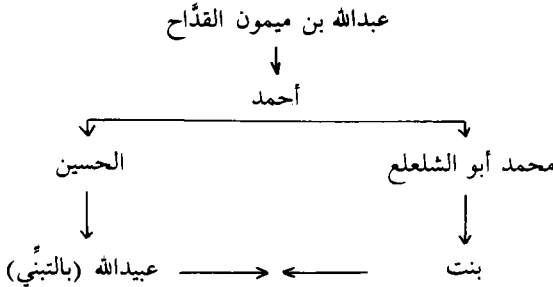 عبدالله بن ميمون القدَّاح
أحمد
محمد أبو الشلعلع الحسين
بنت عبيدالله (بالتبنِّي)